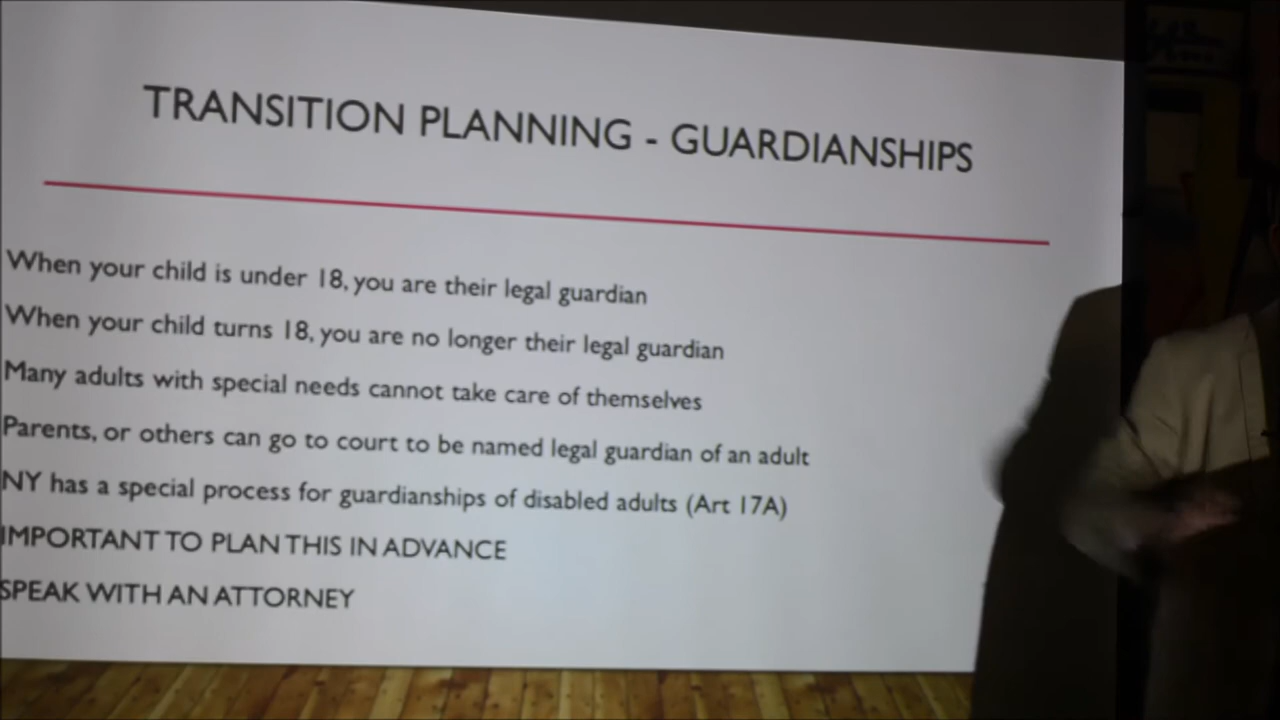 TRANSITION PLANNING - GUARDIANSHIPS
When your child is under 18, you are their legal guardian
When your child turns 18, you are no longer their legal guardian
Many adults with special needs cannot take care of themselves
Parents, or others can go to court to be named legal guardian of an adult
NY has a special process for guardianships of disabled adults (Art 17A)
IMPORTANT TO PLAN THIS IN ADVANCE
SPEAK WITH AN ATTORNEY